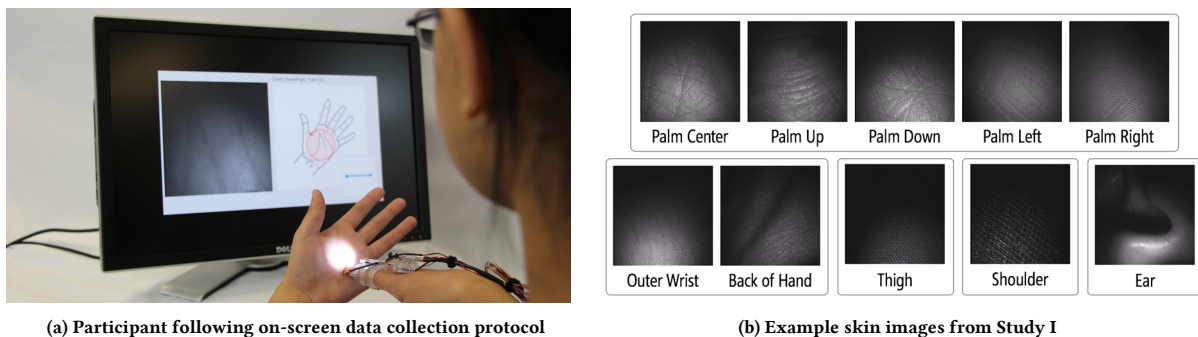 DELL
Palm Center
Palm Up
Palm Down
Palm Left
Palm Right
Outer Wrist
Back of Hand
Thigh
Shoulder
Ear
(a) Participant following on-screen data collection protocol
(b) Example skin images from Study I